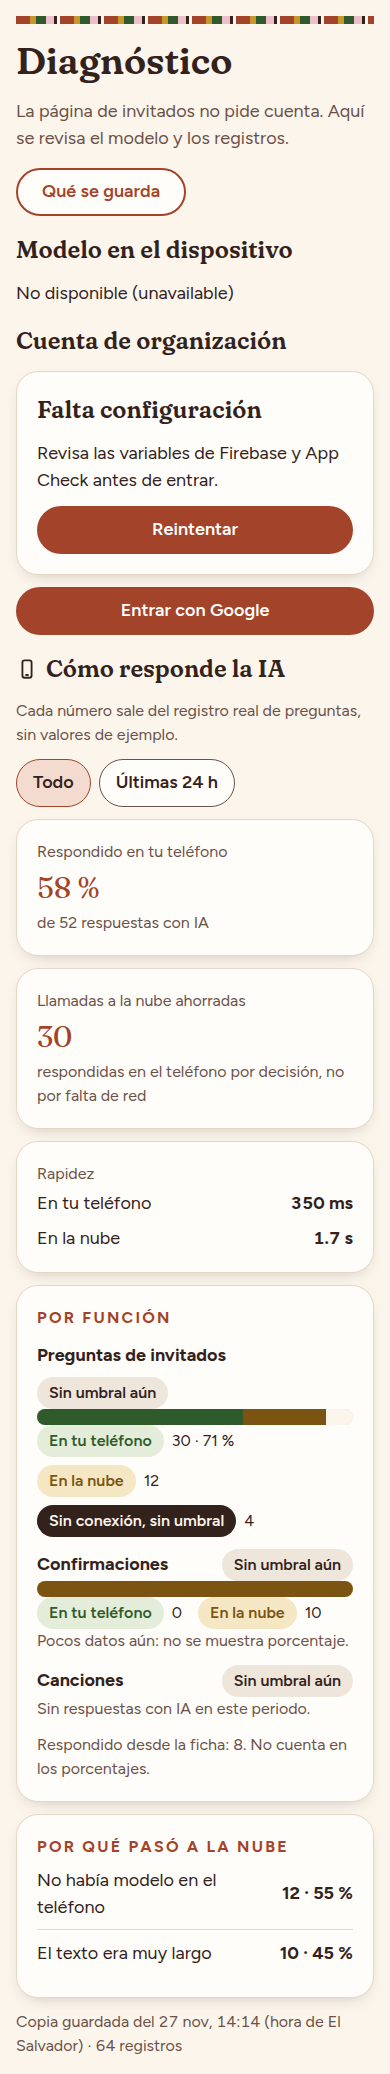 Diagnóstico
La página de invitados no pide cuenta. Aquí
se revisa el modelo y los registros.
Qué se guarda
Modelo en el dispositivo
No disponible (unavailable)
Cuenta de organización
Falta configuración
Revisa las variables de Firebase y App
Check antes de entrar.
Reintentar
Entrar con Google
Cómo responde la IA
Cada número sale del registro real de preguntas,
sin valores de ejemplo.
Todo Últimas 24 h
Respondido en tu teléfono
58 %
de 52 respuestas con IA
Llamadas a la nube ahorradas
30
respondidas en el teléfono por decisión, no
por falta de red
Rapidez
En tu teléfono 350 ms
En la nube 1.7 s
POR FUNCIÓN
Preguntas de invitados
Sin umbral aún
En tu teléfono 30 · 71 %
En la nube 12
Sin conexión, sin umbral 4
Confirmaciones Sin umbral aún
En tu teléfono 0 En la nube 10
Pocos datos aún: no se muestra porcentaje.
Canciones Sin umbral aún
Sin respuestas con IA en este periodo.
Respondido desde la ficha: 8. No cuenta en
los porcentajes.
POR QUÉ PASÓ A LA NUBE
No había modelo en el
teléfono 12 · 55 %
El texto era muy largo 10 · 45 %
Copia guardada del 27 nov, 14:14 (hora de El
Salvador) · 64 registros